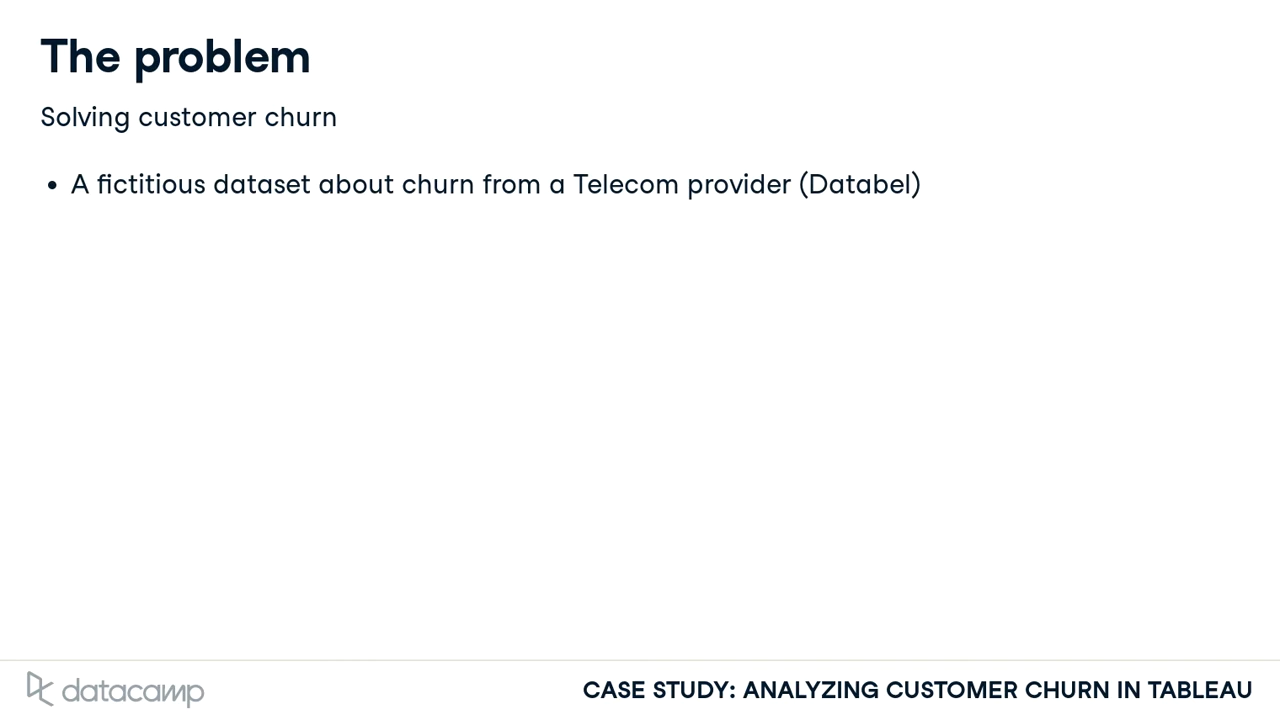 The problem
Solving customer churn
• A fictitious dataset about churn from a Telecom provider (Databel)
datacamp
CASE STUDY: ANALYZING CUSTOMER CHURN IN TABLEAU